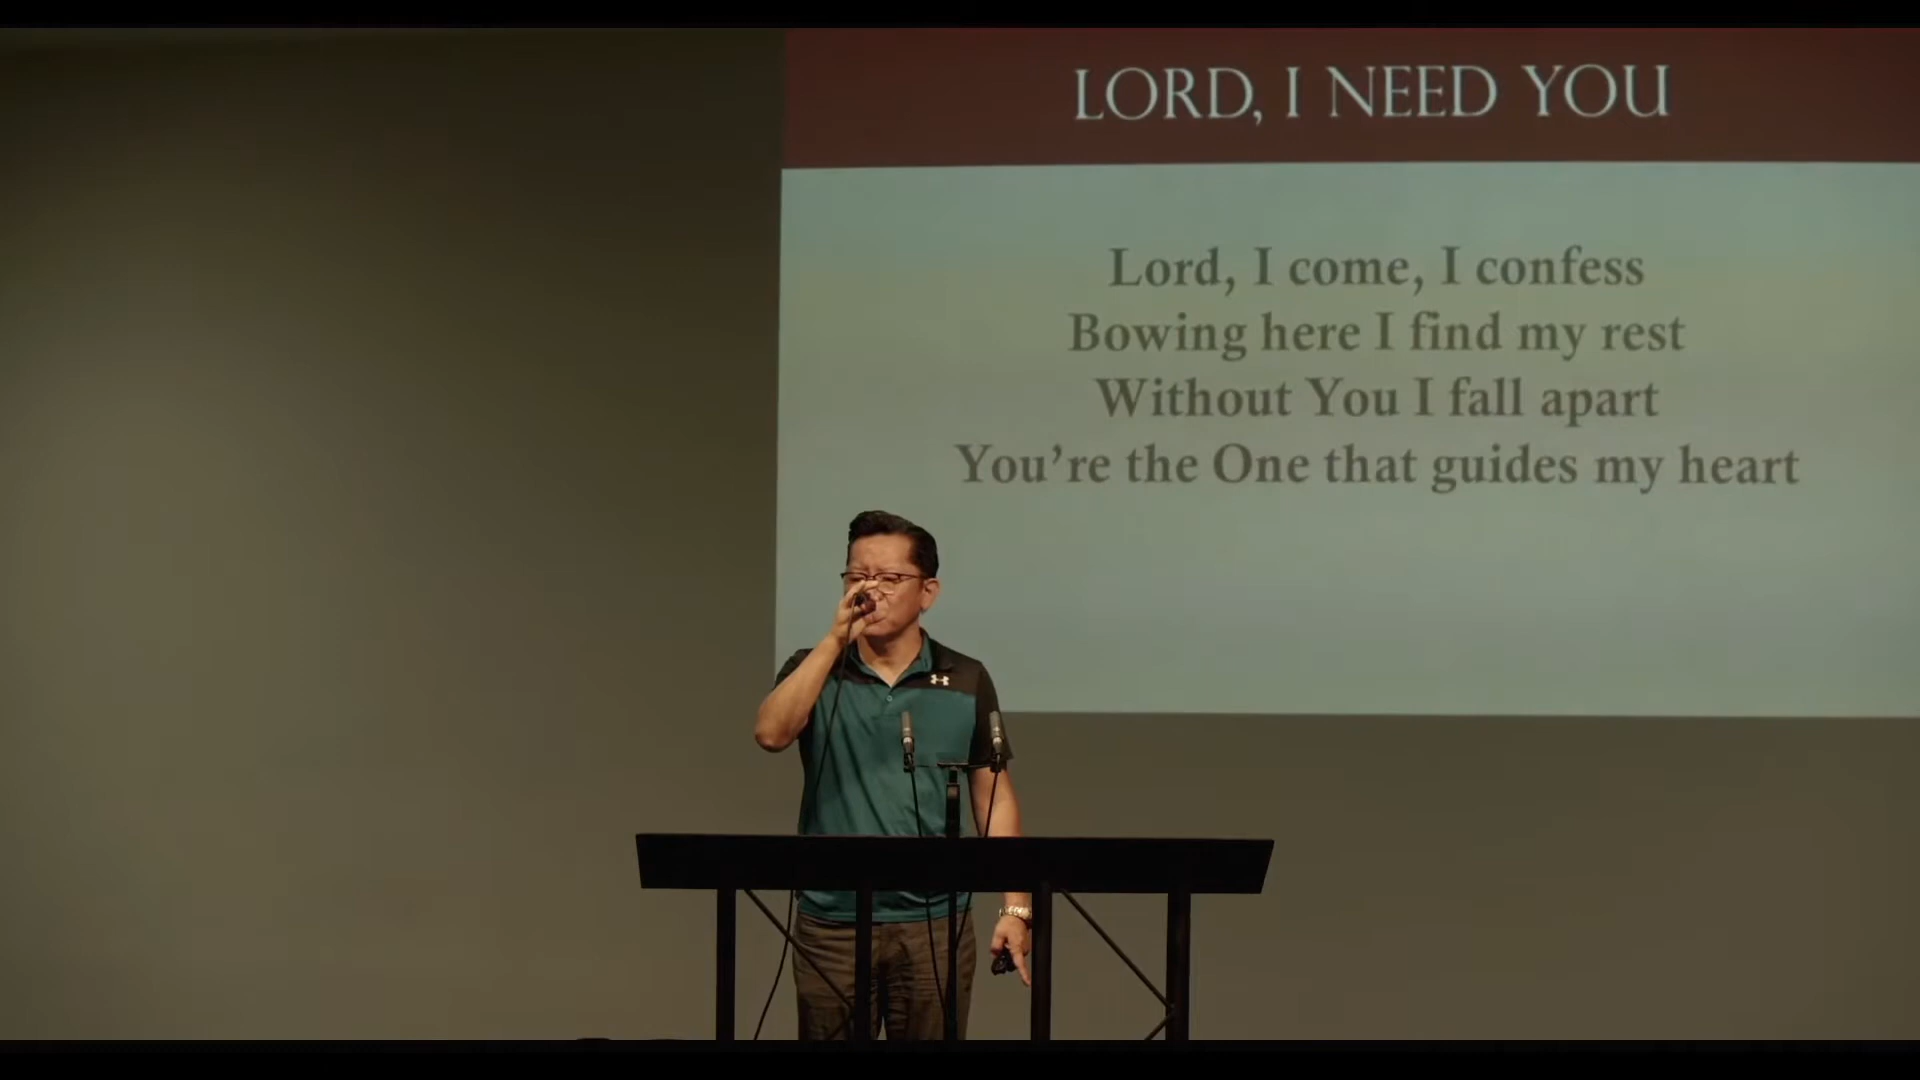 LORD, I NEED YOU
Lord, I come, I confess
Bowing here I find my rest
Without You I fall apart
You're the One that guides my heart